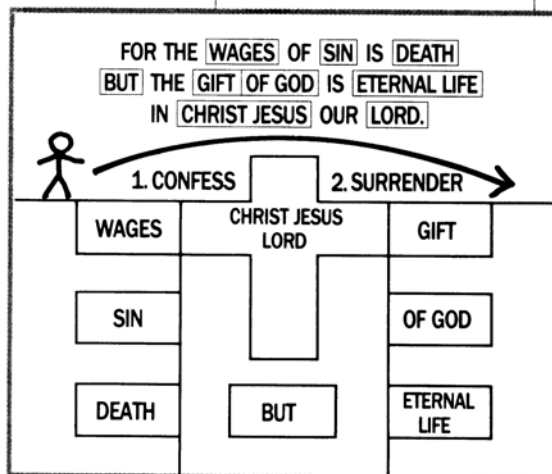 FOR THE WAGES OF SIN IS DEATH
BUT THE GIFT OF GOD IS ETERNAL LIFE
IN CHRIST JESUS OUR LORD.
1. CONFESS
2. SURRENDER
WAGES
CHRIST JESUS
LORD
GIFT
SIN
OF GOD
DEATH
BUT
ETERNAL
LIFE